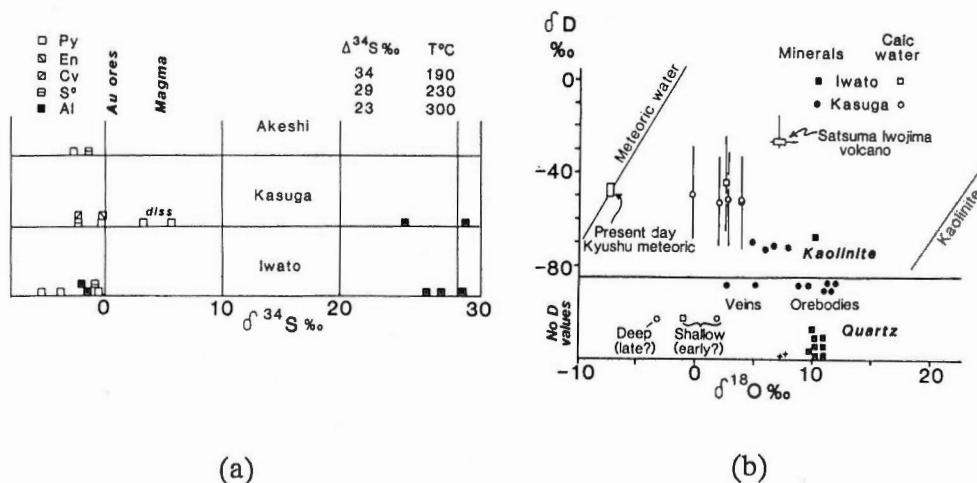 Py
En
Cv
S°
Al
Au ores
Magma
Δ34S‰ T°C
34 190
29 230
23 300
Akeshi
Kasuga
diss
Iwato
0 10 20 30
δ 34S ‰
(a)
δ D
‰
Minerals Calc water
Iwato
Kasuga
0
-40
-80
Meteoric water
Satsuma Iwojima
volcano
Present day
Kyushu meteoric
Kaolinite
Kaolinite
No D
values
Veins Orebodies
Deep
(late?)
Shallow
(early?)
Quartz
-10 0 10 20
δ18O ‰
(b)